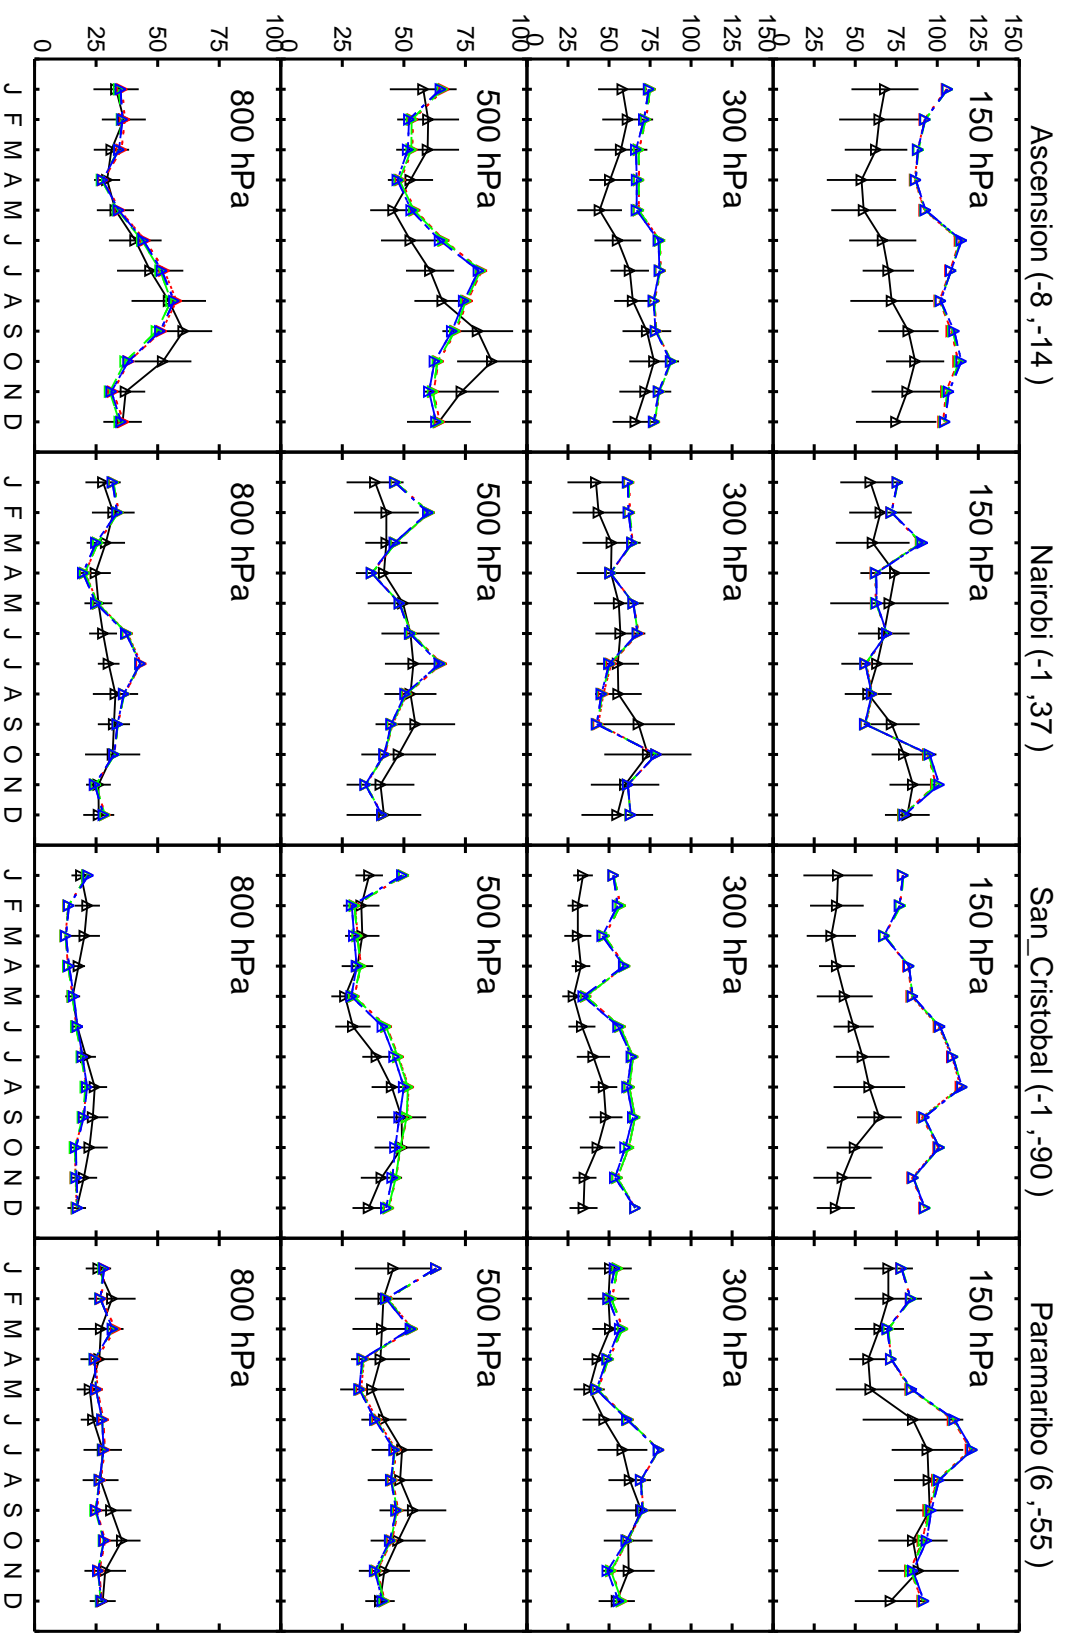 Ascension (-8 ,-14 )
Nairobi (-1 ,37 )
San_Cristobal (-1 ,-90 )
Paramaribo (6 ,-55 )
150
125
100
75
50
25
0
150 hPa
150 hPa
150 hPa
150 hPa
150
125
100
75
50
25
0
300 hPa
300 hPa
300 hPa
300 hPa
100
75
50
25
0
500 hPa
500 hPa
500 hPa
500 hPa
100
75
50
25
0
800 hPa
800 hPa
800 hPa
800 hPa
J F M A M J J A S O N D
J F M A M J J A S O N D
J F M A M J J A S O N D
J F M A M J J A S O N D